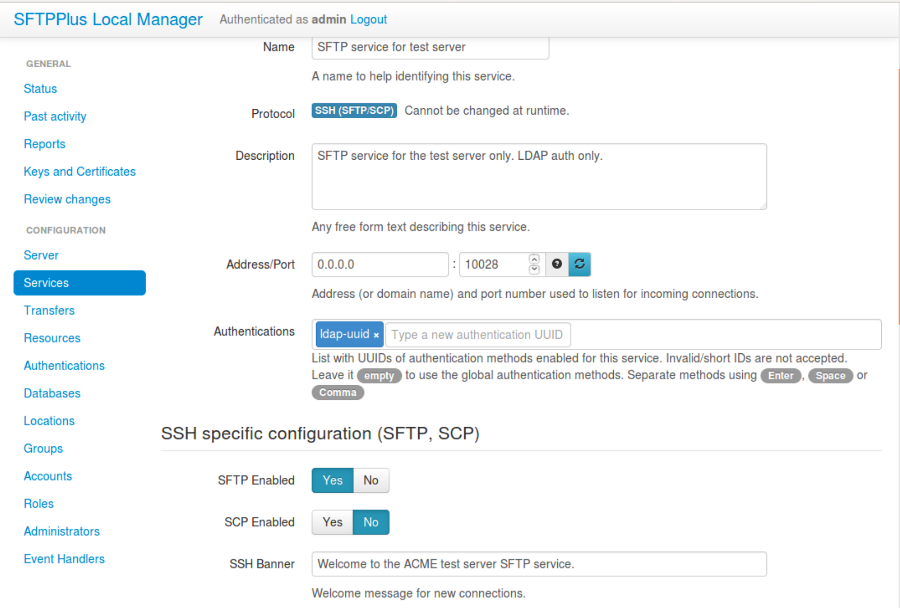 SFTPPlus Local Manager Authenticated as admin Logout
GENERAL
Status
Past activity
Reports
Keys and Certificates
Review changes
CONFIGURATION
Server
Services
Transfers
Resources
Authentications
Databases
Locations
Groups
Accounts
Roles
Administrators
Event Handlers
Name SFTP service for test server
A name to help identifying this service.
Protocol SSH (SFTP/SCP) Cannot be changed at runtime.
Description SFTP service for the test server only. LDAP auth only.
Any free form text describing this service.
Address/Port 0.0.0.0 : 10028
Address (or domain name) and port number used to listen for incoming connections.
Authentications ldap-uuid × Type a new authentication UUID
List with UUIDs of authentication methods enabled for this service. Invalid/short IDs are not accepted.
Leave it empty to use the global authentication methods. Separate methods using Enter , Space or
Comma
SSH specific configuration (SFTP, SCP)
SFTP Enabled Yes No
SCP Enabled Yes No
SSH Banner Welcome to the ACME test server SFTP service.
Welcome message for new connections.